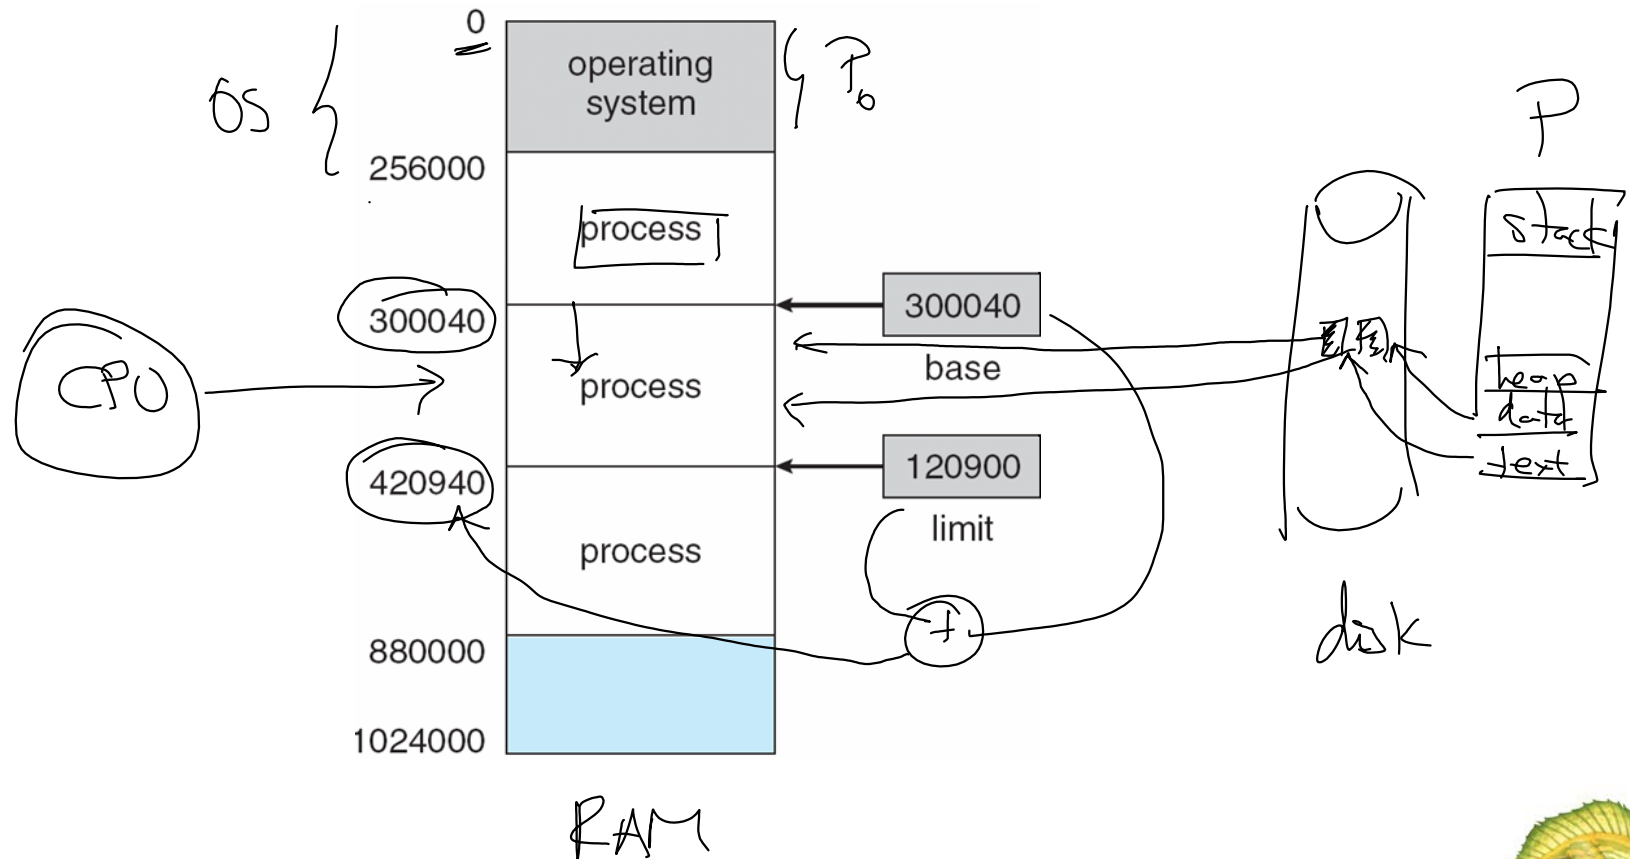 0
operating
system
OS
P0
P
256000
process
stack
300040
300040
base
CPU
process
heap
data
text
420940
120900
limit
process
+
disk
880000
1024000
RAM